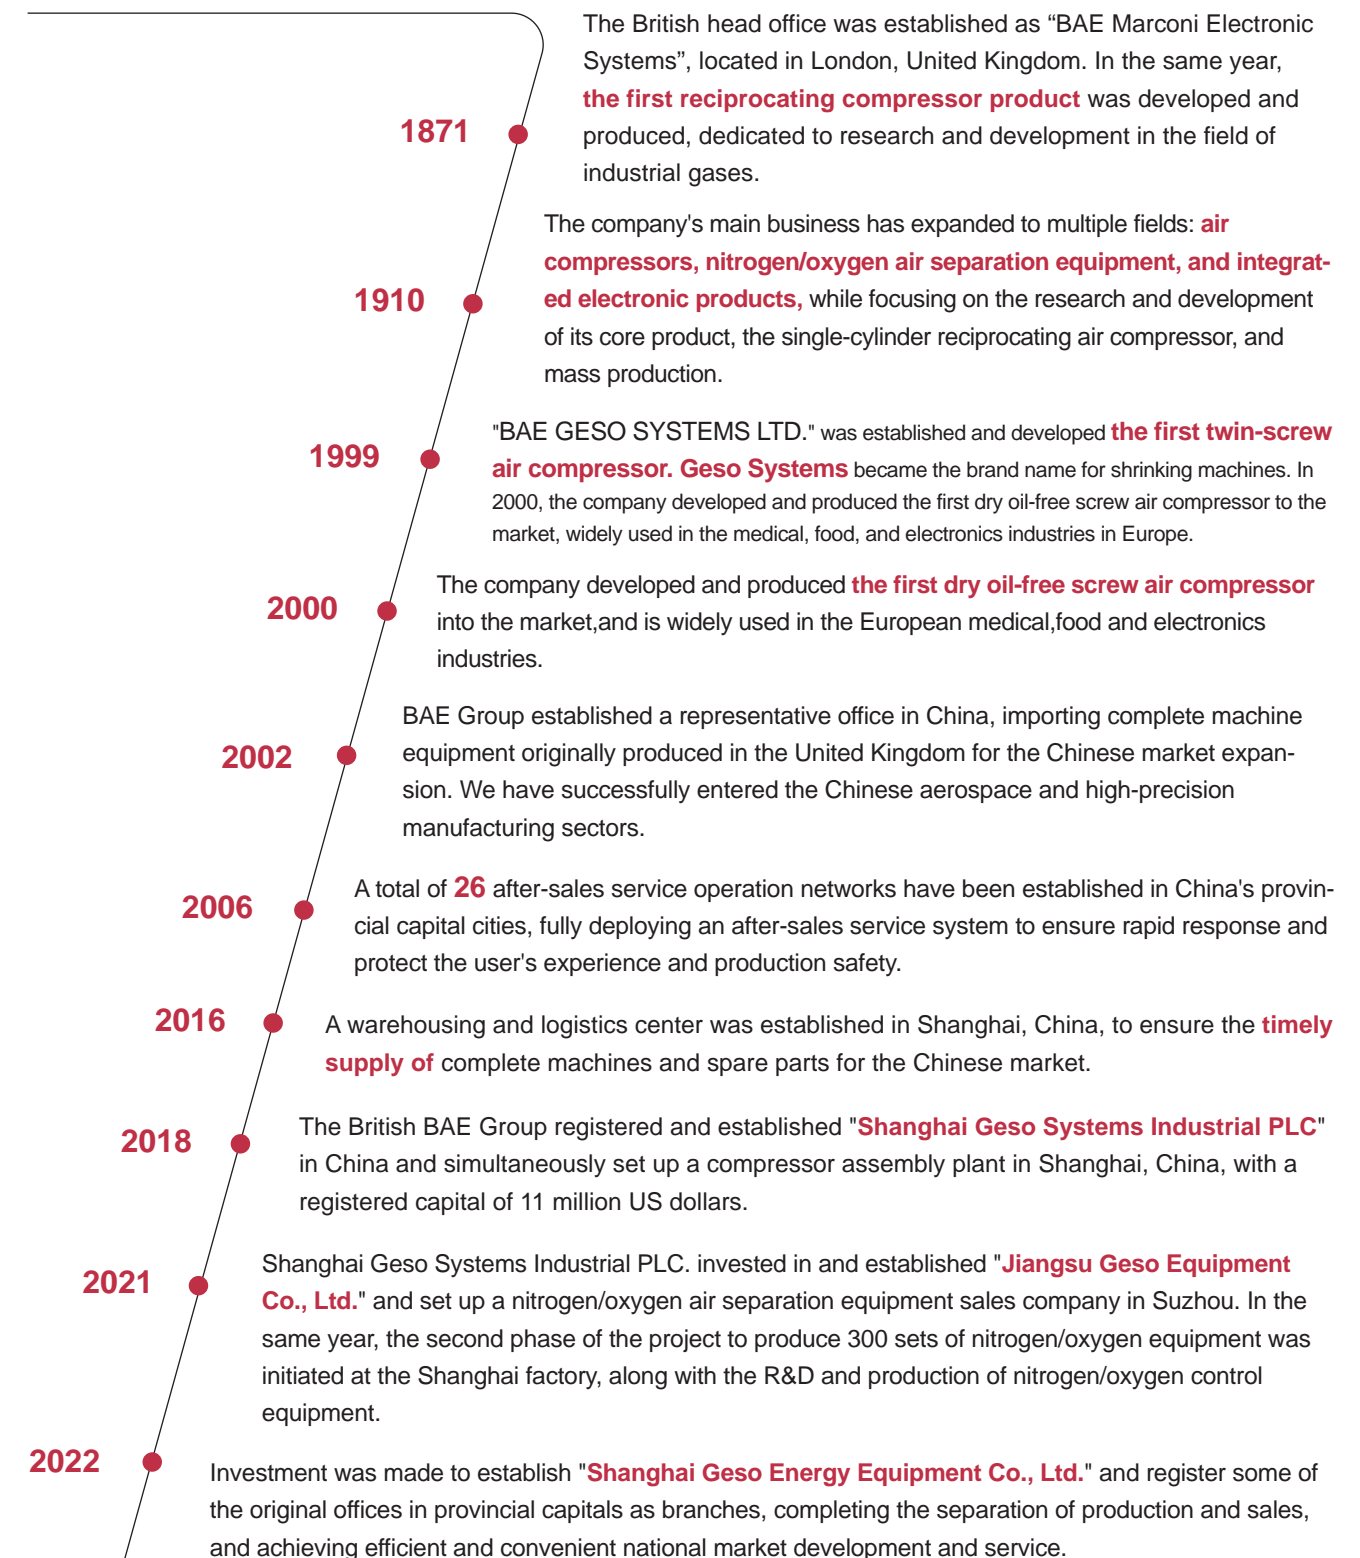 The British head office was established as “BAE Marconi Electronic
Systems”, located in London, United Kingdom. In the same year,
the first reciprocating compressor product was developed and
1871
produced, dedicated to research and development in the field of
industrial gases.
The company's main business has expanded to multiple fields: air
compressors, nitrogen/oxygen air separation equipment, and integrat-
1910
ed electronic products, while focusing on the research and development
of its core product, the single-cylinder reciprocating air compressor, and
mass production.
"BAE GESO SYSTEMS LTD." was established and developed the first twin-screw
1999
air compressor. Geso Systems became the brand name for shrinking machines. In
2000, the company developed and produced the first dry oil-free screw air compressor to the
market, widely used in the medical, food, and electronics industries in Europe.
The company developed and produced the first dry oil-free screw air compressor
2000
into the market,and is widely used in the European medical,food and electronics
industries.
BAE Group established a representative office in China, importing complete machine
2002
equipment originally produced in the United Kingdom for the Chinese market expan-
sion. We have successfully entered the Chinese aerospace and high-precision
manufacturing sectors.
A total of 26 after-sales service operation networks have been established in China's provin-
2006
cial capital cities, fully deploying an after-sales service system to ensure rapid response and
protect the user's experience and production safety.
2016
A warehousing and logistics center was established in Shanghai, China, to ensure the timely
supply of complete machines and spare parts for the Chinese market.
The British BAE Group registered and established "Shanghai Geso Systems Industrial PLC"
2018
in China and simultaneously set up a compressor assembly plant in Shanghai, China, with a
registered capital of 11 million US dollars.
Shanghai Geso Systems Industrial PLC. invested in and established "Jiangsu Geso Equipment
2021
Co., Ltd." and set up a nitrogen/oxygen air separation equipment sales company in Suzhou. In the
same year, the second phase of the project to produce 300 sets of nitrogen/oxygen equipment was
initiated at the Shanghai factory, along with the R&D and production of nitrogen/oxygen control
equipment.
2022
Investment was made to establish "Shanghai Geso Energy Equipment Co., Ltd." and register some of
the original offices in provincial capitals as branches, completing the separation of production and sales,
and achieving efficient and convenient national market development and service.